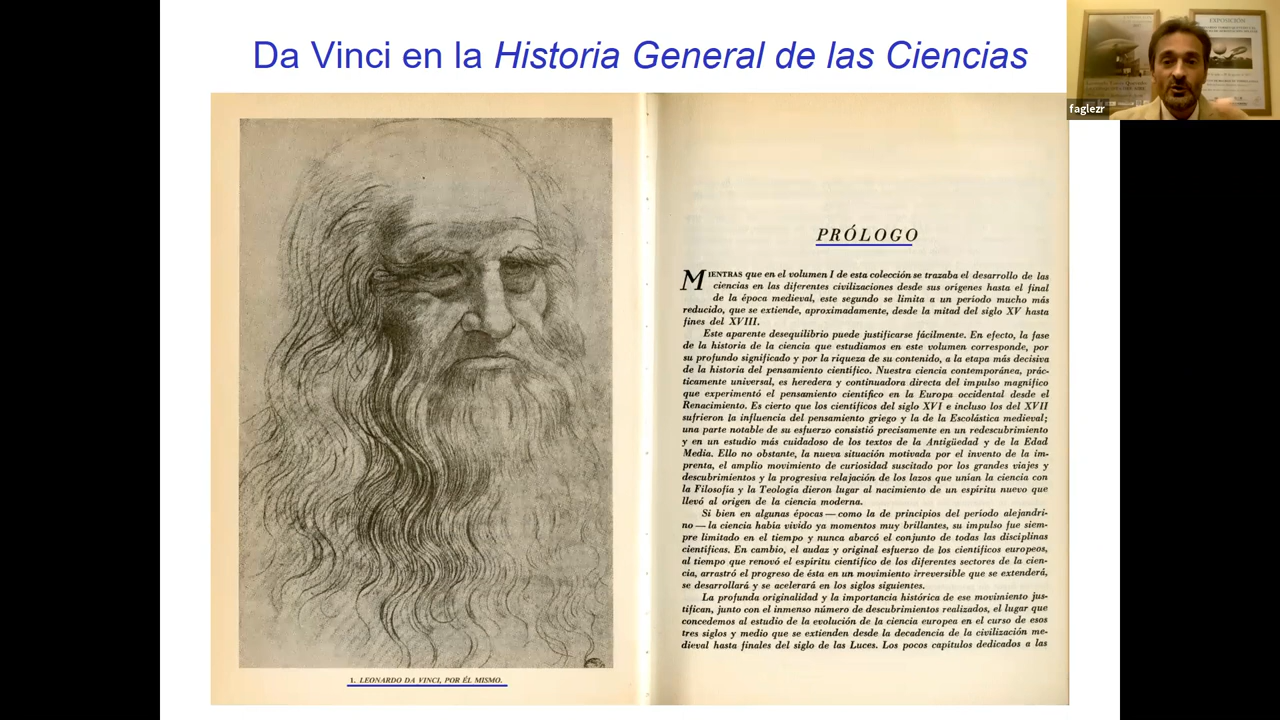 Da Vinci en la Historia General de las Ciencias
EXPOSICIÓN
faglezr
1. LEONARDO DA VINCI, POR ÉL MISMO.
PRÓLOGO
MIENTRAS que en el volumen I de esta colección se trazaba el desarrollo de las
ciencias en las diferentes civilizaciones desde sus orígenes hasta el final
de la época medieval, este segundo se limita a un período mucho más
reducido, que se extiende, aproximadamente, desde la mitad del siglo XV hasta
fines del XVIII.
Este aparente desequilibrio puede justificarse fácilmente. En efecto, la fase
de la historia de la ciencia que estudiamos en este volumen corresponde, por
su profundo significado y por la riqueza de su contenido, a la etapa más decisiva
de la historia del pensamiento científico. Nuestra ciencia contemporánea, prác-
ticamente universal, es heredera y continuadora directa del impulso magnífico
que experimentó el pensamiento científico en la Europa occidental desde el
Renacimiento. Es cierto que los científicos del siglo XVI e incluso los del XVII
sufrieron la influencia del pensamiento griego y la de la Escolástica medieval;
una parte notable de su esfuerzo consistió precisamente en un redescubrimiento
y en un estudio más cuidadoso de los textos de la Antigüedad y de la Edad
Media. Ello no obstante, la nueva situación motivada por el invento de la im-
prenta, el amplio movimiento de curiosidad suscitado por los grandes viajes y
descubrimientos y la progresiva relajación de los lazos que unían la ciencia con
la Filosofía y la Teología dieron lugar al nacimiento de un espíritu nuevo que
llevó al origen de la ciencia moderna.
Si bien en algunas épocas — como la de principios del período alejandri-
no — la ciencia había vivido ya momentos muy brillantes, su impulso fue siem-
pre limitado en el tiempo y nunca abarcó el conjunto de todas las disciplinas
científicas. En cambio, el audaz y original esfuerzo de los científicos europeos,
al tiempo que renovó el espíritu científico de los diferentes sectores de la cien-
cia, arrastró el progreso de ésta en un movimiento irreversible que se extenderá,
se desarrollará y se acelerará en los siglos siguientes.
La profunda originalidad y la importancia histórica de ese movimiento jus-
tifican, junto con el inmenso número de descubrimientos realizados, el lugar que
concedemos al estudio de la evolución de la ciencia europea en el curso de esos
tres siglos y medio que se extienden desde la decadencia de la civilización me-
dieval hasta finales del siglo de las Luces. Los pocos capítulos dedicados a las